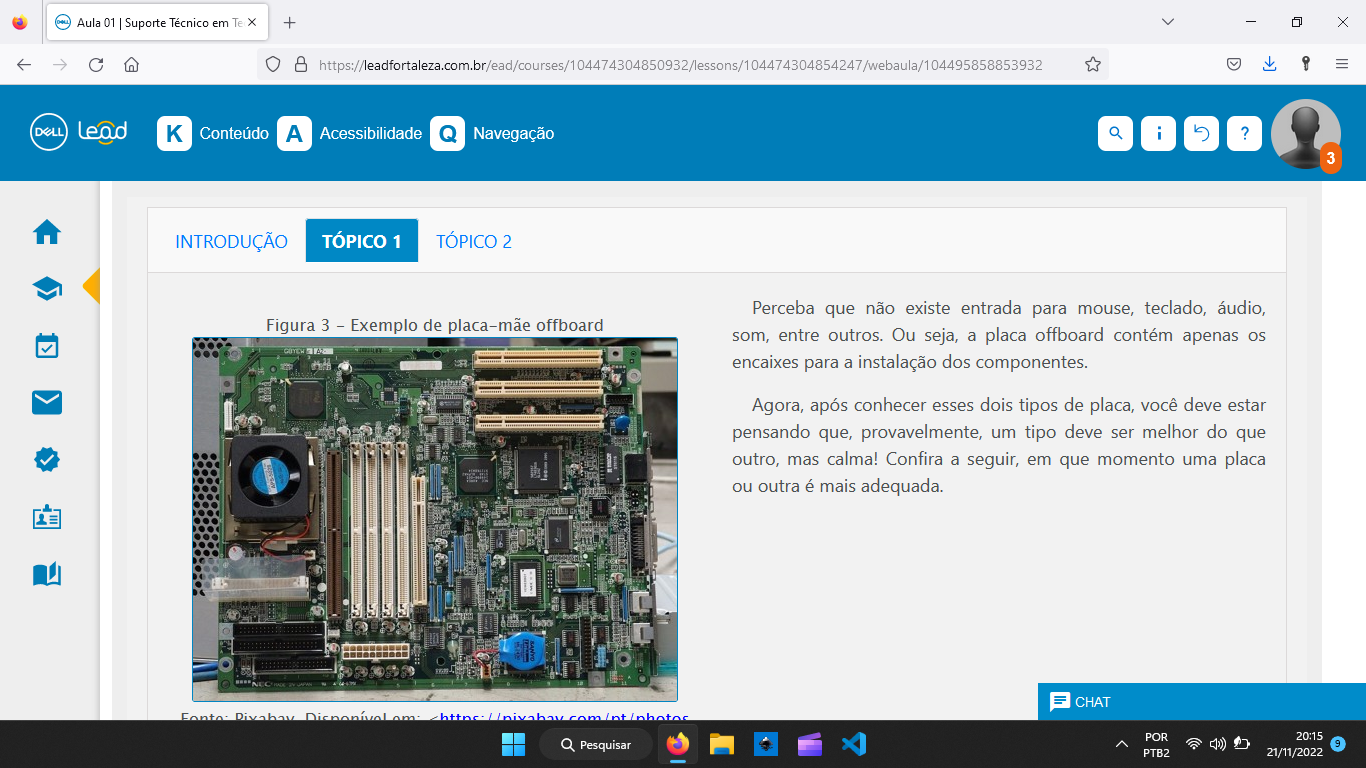 Aula 01 | Suporte Técnico em Te
https://leadfortaleza.com.br/ead/courses/104474304850932/lessons/104474304854247/webaula/104495858853932
DELL Lead K Conteúdo A Acessibilidade Q Navegação
i ?
3
INTRODUÇÃO TÓPICO 1 TÓPICO 2
Figura 3 - Exemplo de placa-mãe offboard
G8YEW
NEC MADE IN JAPAN
Fonte: Pixabay. Disponível em: <https://pixabay.com/pt/photos
Perceba que não existe entrada para mouse, teclado, áudio,
som, entre outros. Ou seja, a placa offboard contém apenas os
encaixes para a instalação dos componentes.
Agora, após conhecer esses dois tipos de placa, você deve estar
pensando que, provavelmente, um tipo deve ser melhor do que
outro, mas calma! Confira a seguir, em que momento uma placa
ou outra é mais adequada.
CHAT
Pesquisar
POR
PTB2
20:15
21/11/2022
9